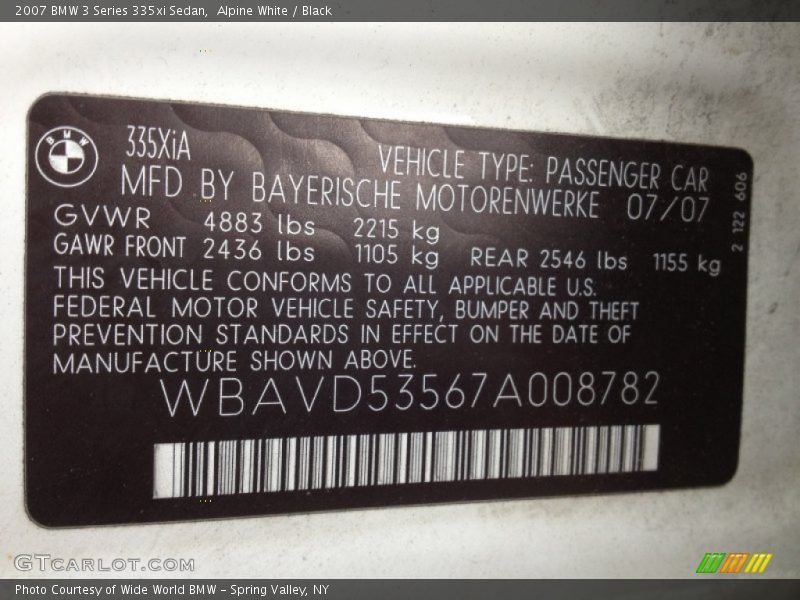 2007 BMW 3 Series 335xi Sedan, Alpine White / Black
BMW
335XiA
VEHICLE TYPE: PASSENGER CAR
MFD BY BAYERISCHE MOTORENWERKE 07/07
GVWR 4883 lbs 2215 kg
GAWR FRONT 2436 lbs 1105 kg REAR 2546 lbs 1155 kg
THIS VEHICLE CONFORMS TO ALL APPLICABLE U.S.
FEDERAL MOTOR VEHICLE SAFETY, BUMPER AND THEFT
PREVENTION STANDARDS IN EFFECT ON THE DATE OF
MANUFACTURE SHOWN ABOVE.
WBAVD53567A008782
2 122 606
GTCARLOT.COM
Photo Courtesy of Wide World BMW - Spring Valley, NY